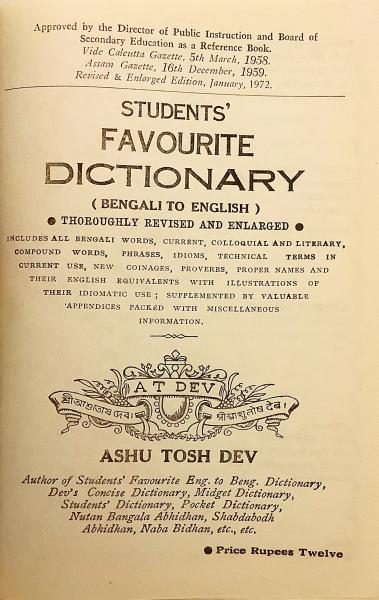 Approved by the Director of Public Instruction and Board of
Secondary Education as a Reference Book.
Vide Calcutta Gazette, 5th March, 1958.
Assam Gazette, 16th December, 1959.
Revised & Enlarged Edition, January, 1972.
STUDENTS'
FAVOURITE
DICTIONARY
( BENGALI TO ENGLISH )
● THOROUGHLY REVISED AND ENLARGED ●
INCLUDES ALL BENGALI WORDS, CURRENT, COLLOQUIAL AND LITERARY,
COMPOUND WORDS, PHRASES, IDIOMS, TECHNICAL TERMS IN
CURRENT USE, NEW COINAGES, PROVERBS, PROPER NAMES AND
THEIR ENGLISH EQUIVALENTS WITH ILLUSTRATIONS OF
THEIR IDIOMATIC USE ; SUPPLEMENTED BY VALUABLE
APPENDICES PACKED WITH MISCELLANEOUS
INFORMATION.
A T DEV
শ্রীআশুতোষ দেব। শ্রীআশুতোষ দেব।
ASHU TOSH DEV
Author of Students' Favourite Eng. to Beng. Dictionary,
Dev's Concise Dictionary, Midget Dictionary,
Students' Dictionary, Pocket Dictionary,
Nutan Bangala Abhidhan, Shabdabodh
Abhidhan, Naba Bidhan, etc., etc.
● Price Rupees Twelve